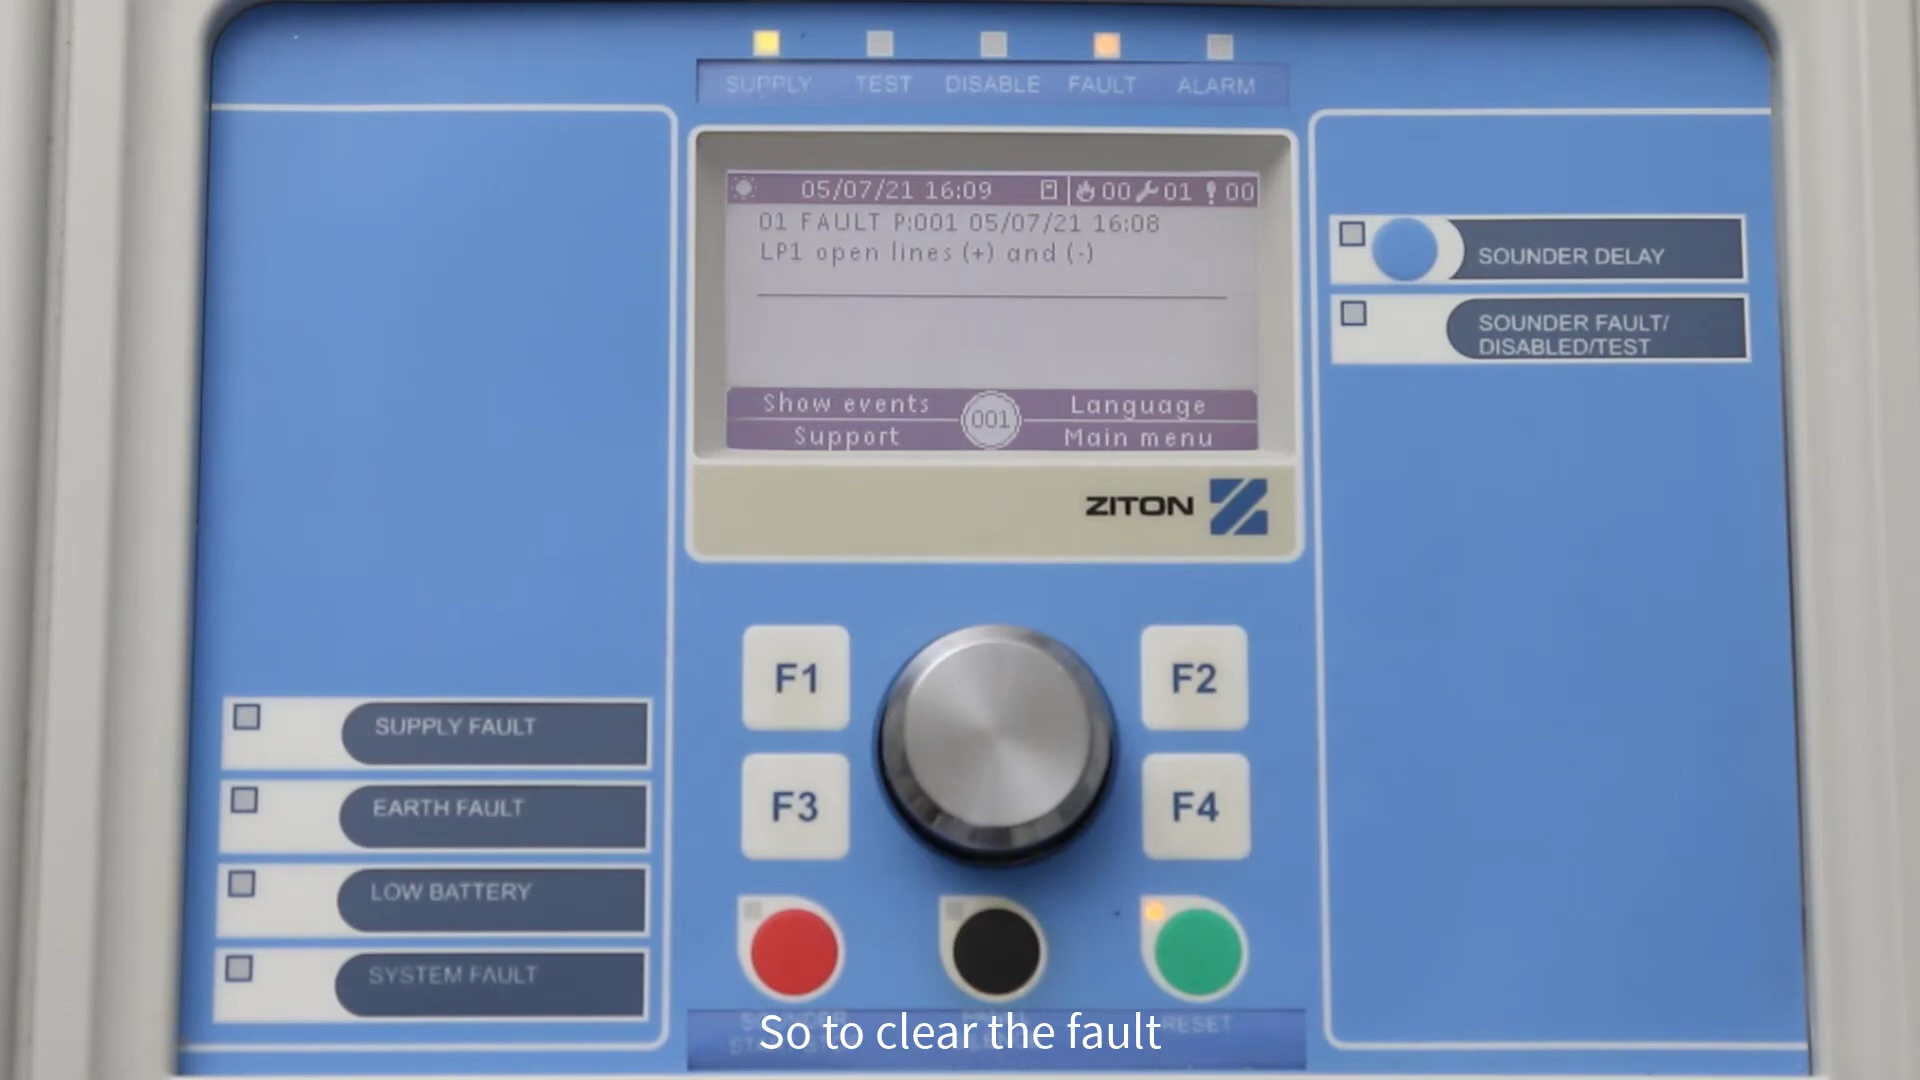 SUPPLY TEST DISABLE FAULT ALARM
05/07/21 16:09 00 01 00
01 FAULT P:001 05/07/21 16:08
LP1 open lines (+) and (-)
Show events 001 Language
Support Main menu
ZITON
SOUNDER DELAY
SOUNDER FAULT/
DISABLED/TEST
F1 F2
F3 F4
SUPPLY FAULT
EARTH FAULT
LOW BATTERY
SYSTEM FAULT
RESET
So to clear the fault